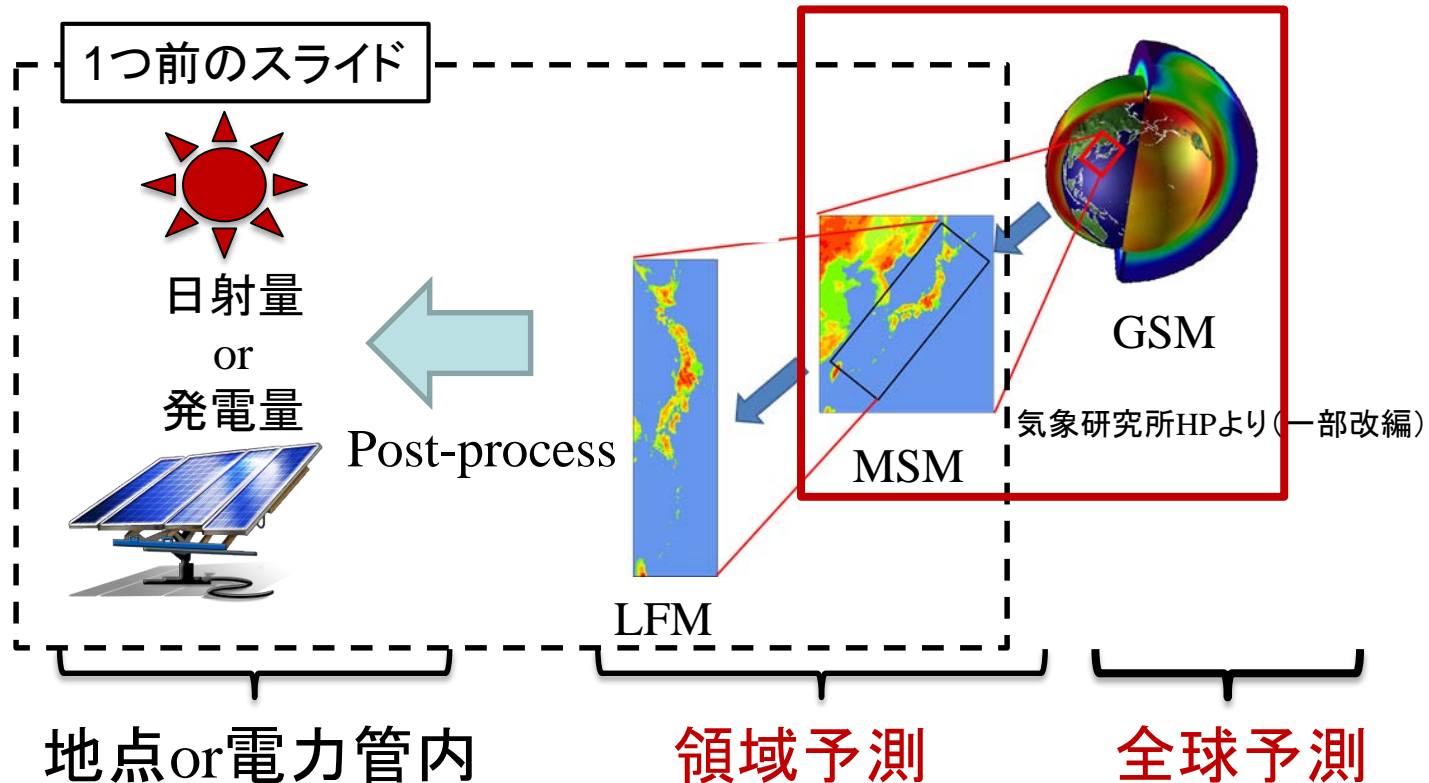 1つ前のスライド
日射量
or
発電量
Post-process
LFM
MSM
GSM
気象研究所HPより（一部改編）
地点or電力管内
領域予測
全球予測